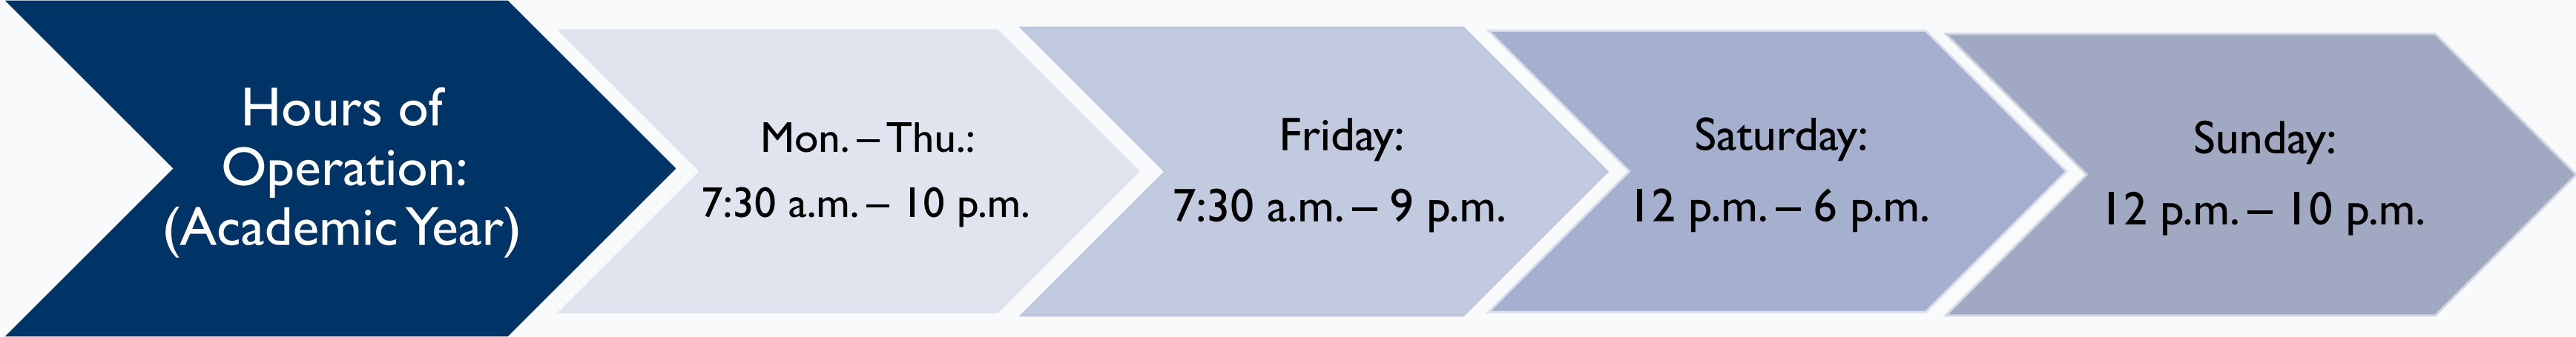 Hours of
Operation:
(Academic Year)
Mon. – Thu.:
7:30 a.m. – 10 p.m.
Friday:
7:30 a.m. – 9 p.m.
Saturday:
12 p.m. – 6 p.m.
Sunday:
12 p.m. – 10 p.m.